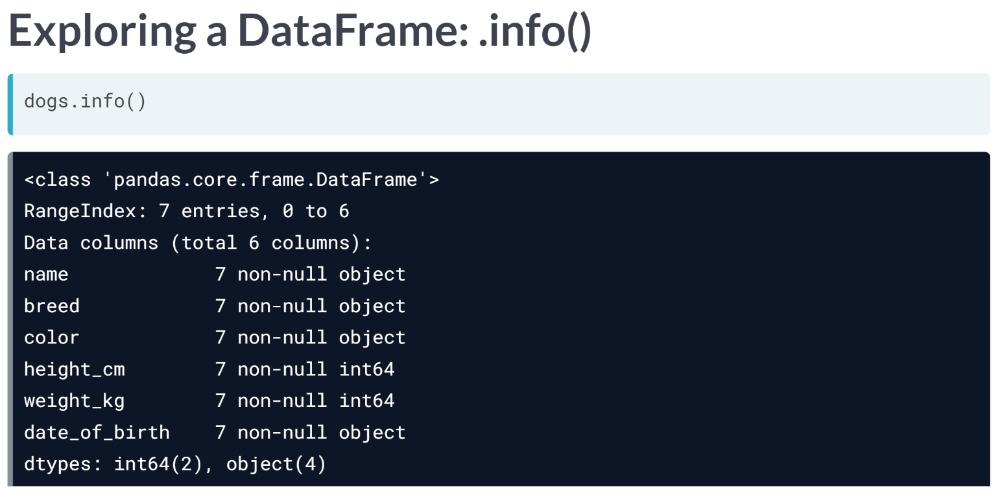 Exploring a DataFrame: .info()
dogs.info()
<class 'pandas.core.frame.DataFrame'>
RangeIndex: 7 entries, 0 to 6
Data columns (total 6 columns):
name             7 non-null object
breed            7 non-null object
color            7 non-null object
height_cm        7 non-null int64
weight_kg        7 non-null int64
date_of_birth    7 non-null object
dtypes: int64(2), object(4)